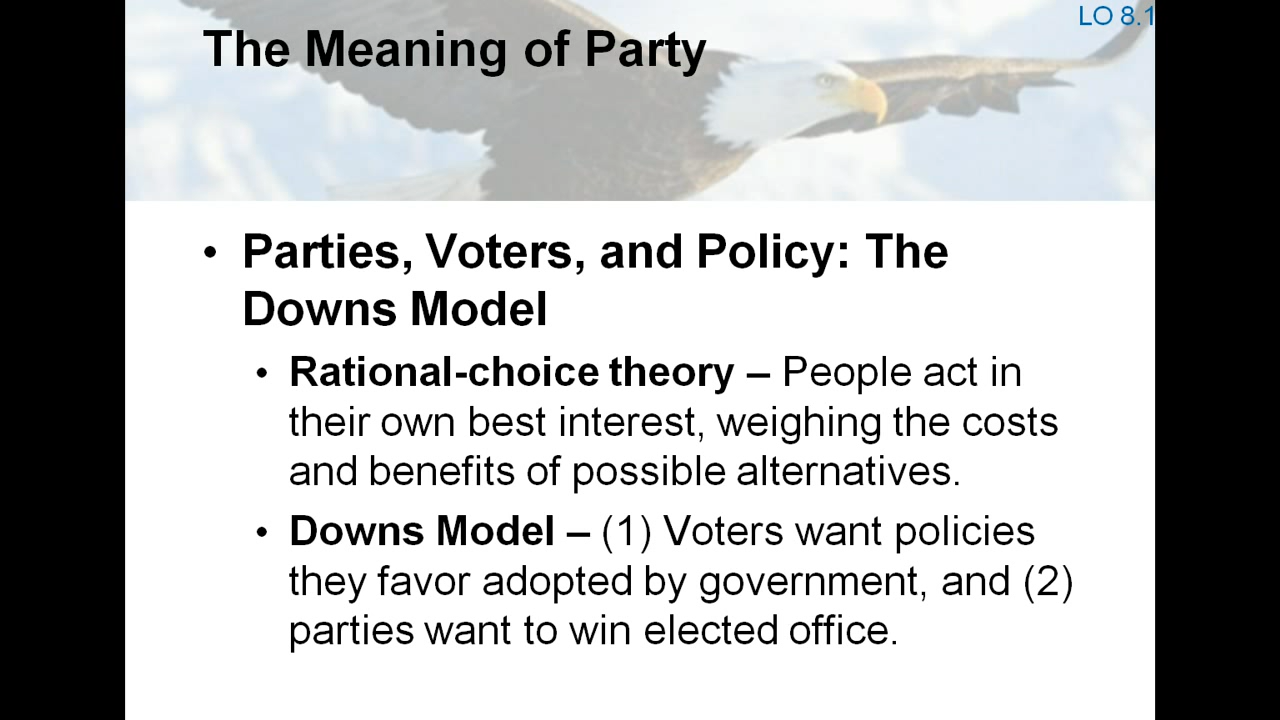 LO 8.1
The Meaning of Party
• Parties, Voters, and Policy: The
Downs Model
• Rational-choice theory – People act in
their own best interest, weighing the costs
and benefits of possible alternatives.
• Downs Model – (1) Voters want policies
they favor adopted by government, and (2)
parties want to win elected office.